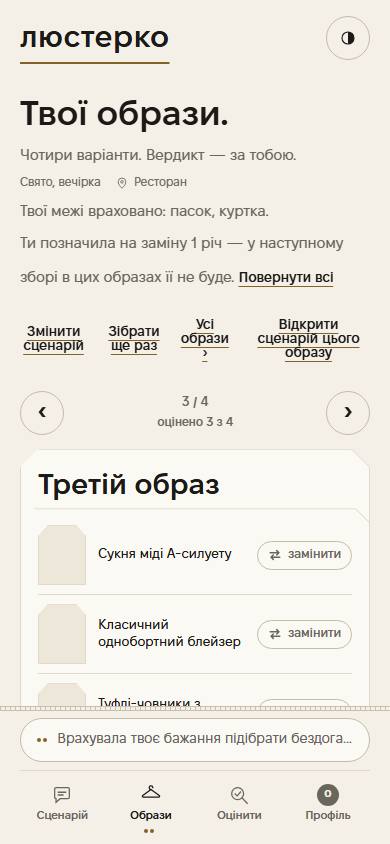 люстерко
Твої образи.
Чотири варіанти. Вердикт — за тобою.
Свято, вечірка Ресторан
Твої межі враховано: пасок, куртка.
Ти позначила на заміну 1 річ — у наступному
зборі в цих образах її не буде. Повернути всі
Змінити сценарій
Зібрати ще раз
Усі образи ›
Відкрити сценарій цього образу
‹ 3 / 4 ›
оцінено 3 з 4
Третій образ
Сукня міді А-силуету замінити
Класичний
однобортний блейзер замінити
Туфлі-човники з
Врахувала твоє бажання підібрати бездога...
Сценарій Образи Оцінити О Профіль